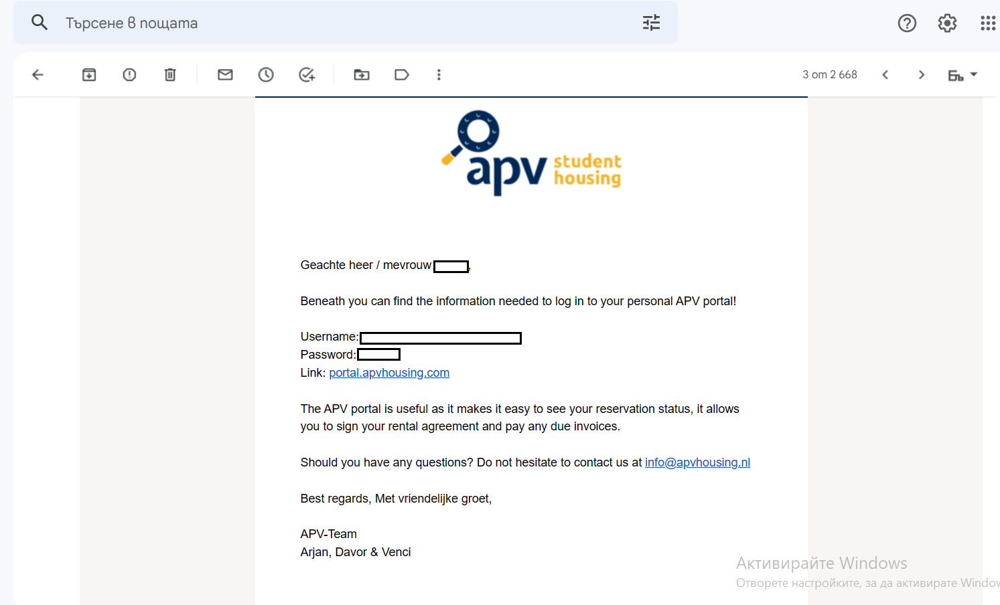 Търсене в пощата
3 от 2 668
apv student
housing
Geachte heer / mevrouw ,
Beneath you can find the information needed to log in to your personal APV portal!
Username:
Password:
Link: portal.apvhousing.com
The APV portal is useful as it makes it easy to see your reservation status, it allows
you to sign your rental agreement and pay any due invoices.
Should you have any questions? Do not hesitate to contact us at info@apvhousing.nl
Best regards, Met vriendelijke groet,
APV-Team
Arjan, Davor & Venci
Активирайте Windows
Отворете настройките, за да активирате Window